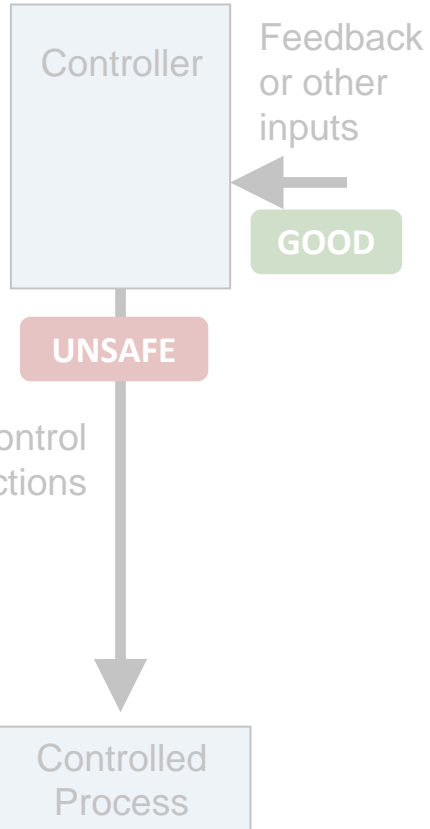 Controller
Feedback
or other
inputs
GOOD
UNSAFE
ontrol
ctions
Controlled
Process